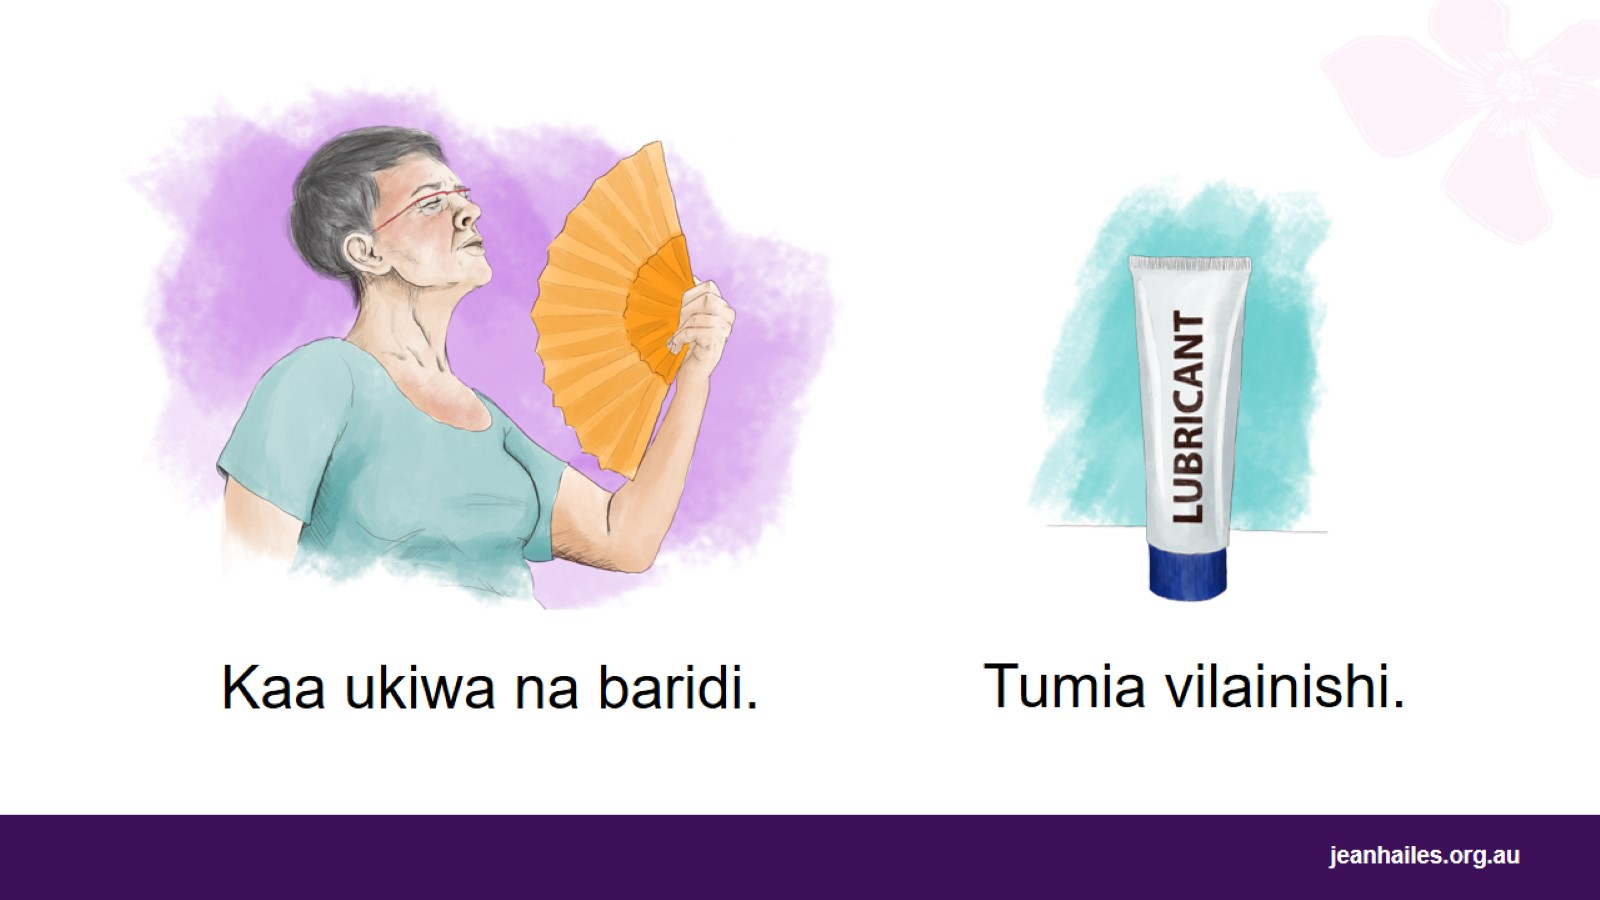 LUBRICANT
Kaa ukiwa na baridi.
Tumia vilainishi.
jeanhailes.org.au